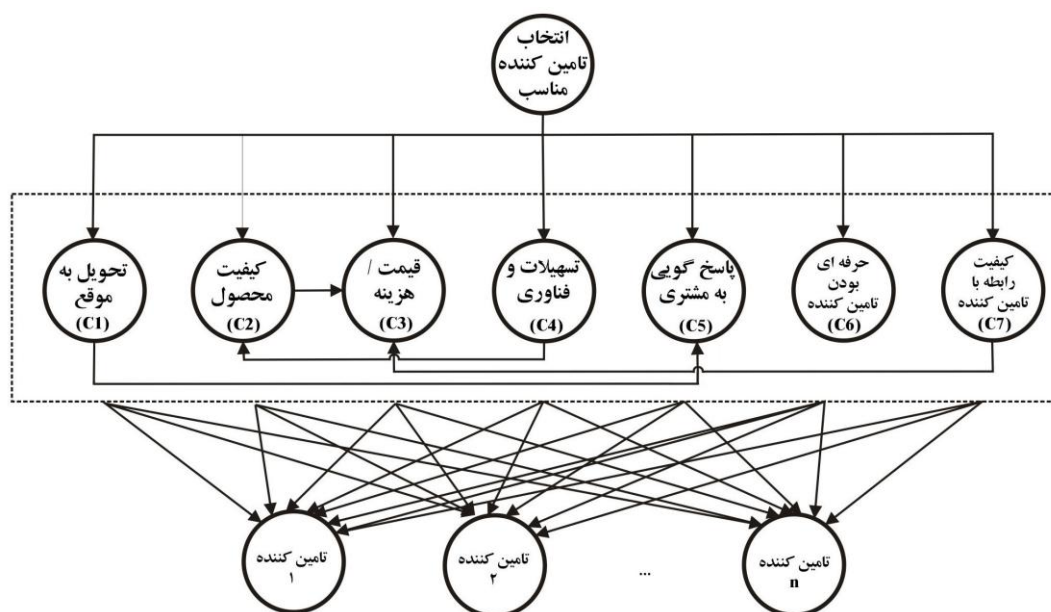 انتخاب
تامین کننده
مناسب
تحویل به
موقع
(C1)
کیفیت
محصول
(C2)
قیمت /
هزینه
(C3)
تسهیلات و
فناوری
(C4)
پاسخ گویی
به مشتری
(C5)
حرفه ای
بودن
تامین کننده
(C6)
کیفیت
رابطه با
تامین کننده
(C7)
تامین کننده
۱
تامین کننده
۲
...
تامین کننده
n